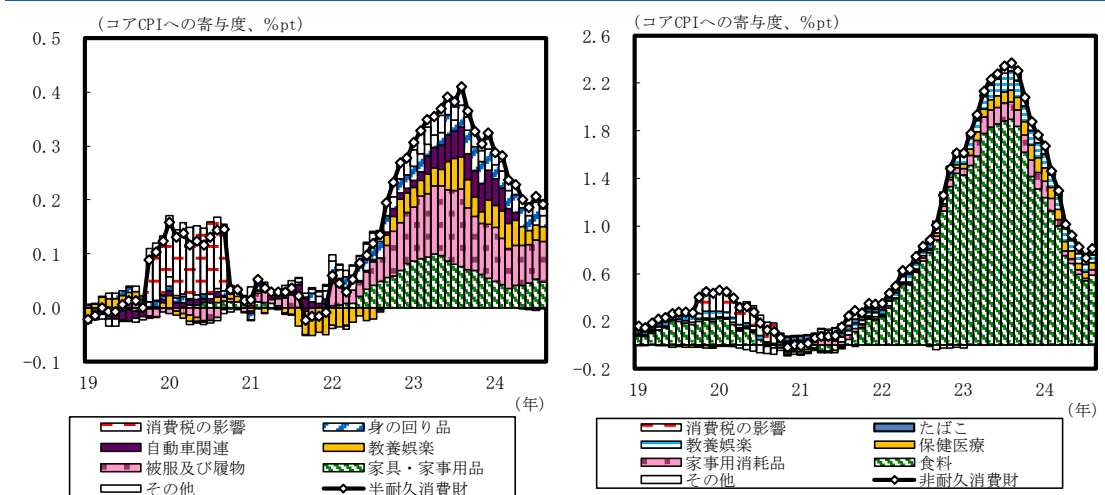 (コアCPIへの寄与度、%pt)
0.5
0.4
0.3
0.2
0.1
0.0
-0.1
19 20 21 22 23 24
(年)
消費税の影響 身の回り品
自動車関連 教養娯楽
被服及び履物 家具・家事用品
その他 半耐久消費財
(コアCPIへの寄与度、%pt)
2.6
2.2
1.8
1.4
1.0
0.6
0.2
-0.2
19 20 21 22 23 24
(年)
消費税の影響 たばこ
教養娯楽 保健医療
家事用消耗品 食料
その他 非耐久消費財